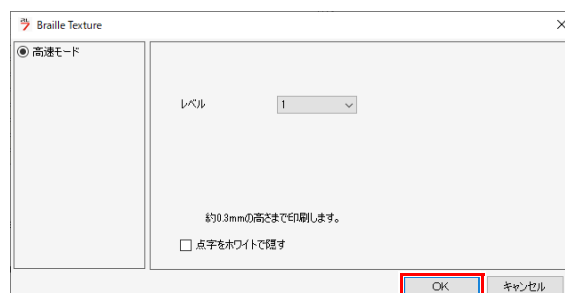 Braille Texture
高速モード
レベル 1
約0.3mmの高さまで印刷します。
点字をホワイトで隠す
OK キャンセル